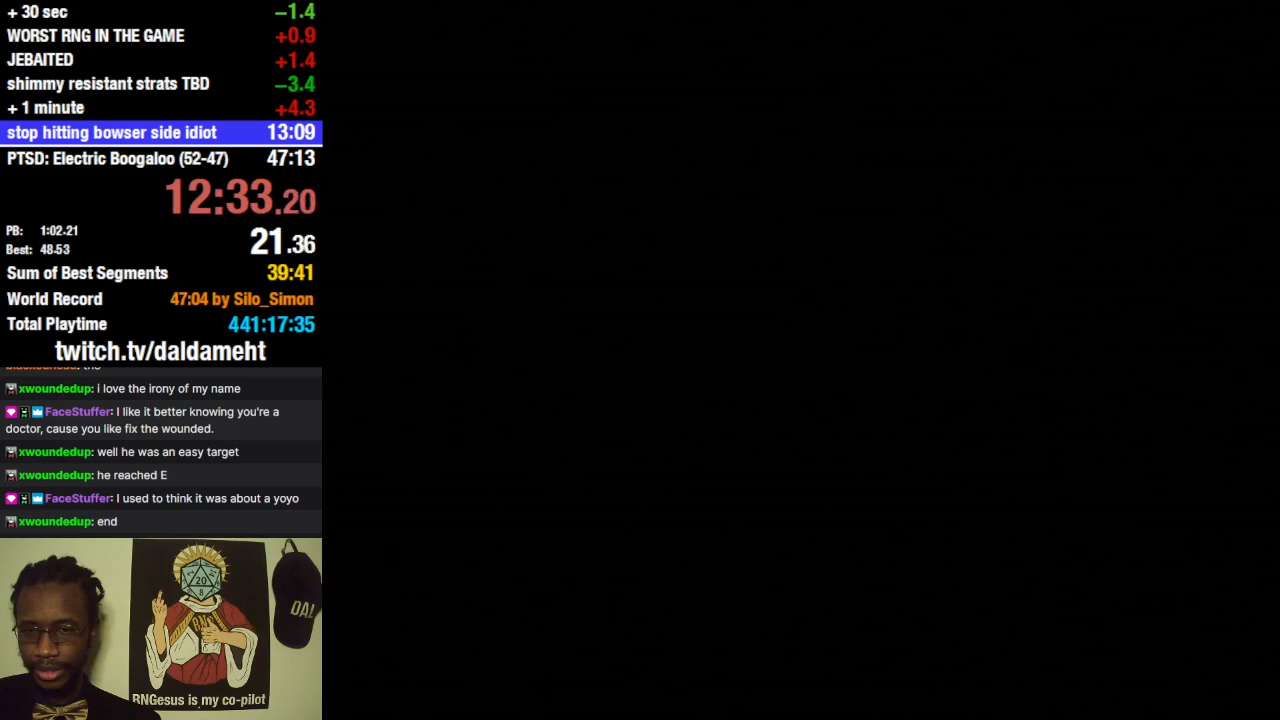 + 30 sec −1.4
WORST RNG IN THE GAME +0.9
JEBAITED +1.4
shimmy resistant strats TBD −3.4
+ 1 minute +4.3
stop hitting bowser side idiot 13:09
PTSD: Electric Boogaloo (52-47) 47:13
12:33.20
PB: 1:02.21
Best: 48.53
21.36
Sum of Best Segments 39:41
World Record 47:04 by Silo_Simon
Total Playtime 441:17:35
twitch.tv/daldameht
xwoundedup: i love the irony of my name
FaceStuffer: I like it better knowing you're a
doctor, cause you like fix the wounded.
xwoundedup: well he was an easy target
xwoundedup: he reached E
FaceStuffer: I used to think it was about a yoyo
xwoundedup: end
20
8
DAL
RNGesus is my co-pilot